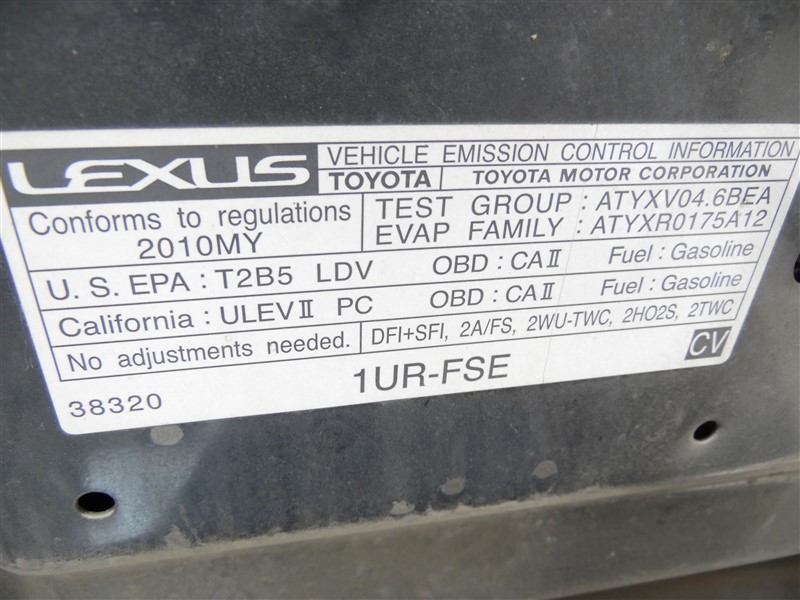 LEXUS VEHICLE EMISSION CONTROL INFORMATION
TOYOTA TOYOTA MOTOR CORPORATION
Conforms to regulations
2010MY
TEST GROUP : ATYXV04.6BEA
EVAP FAMILY : ATYXR0175A12
U. S. EPA : T2B5 LDV OBD : CAⅡ Fuel : Gasoline
California : ULEVⅡ PC OBD : CAⅡ Fuel : Gasoline
No adjustments needed. DFI+SFI, 2A/FS, 2WU-TWC, 2HO2S, 2TWC
38320 1UR-FSE CV